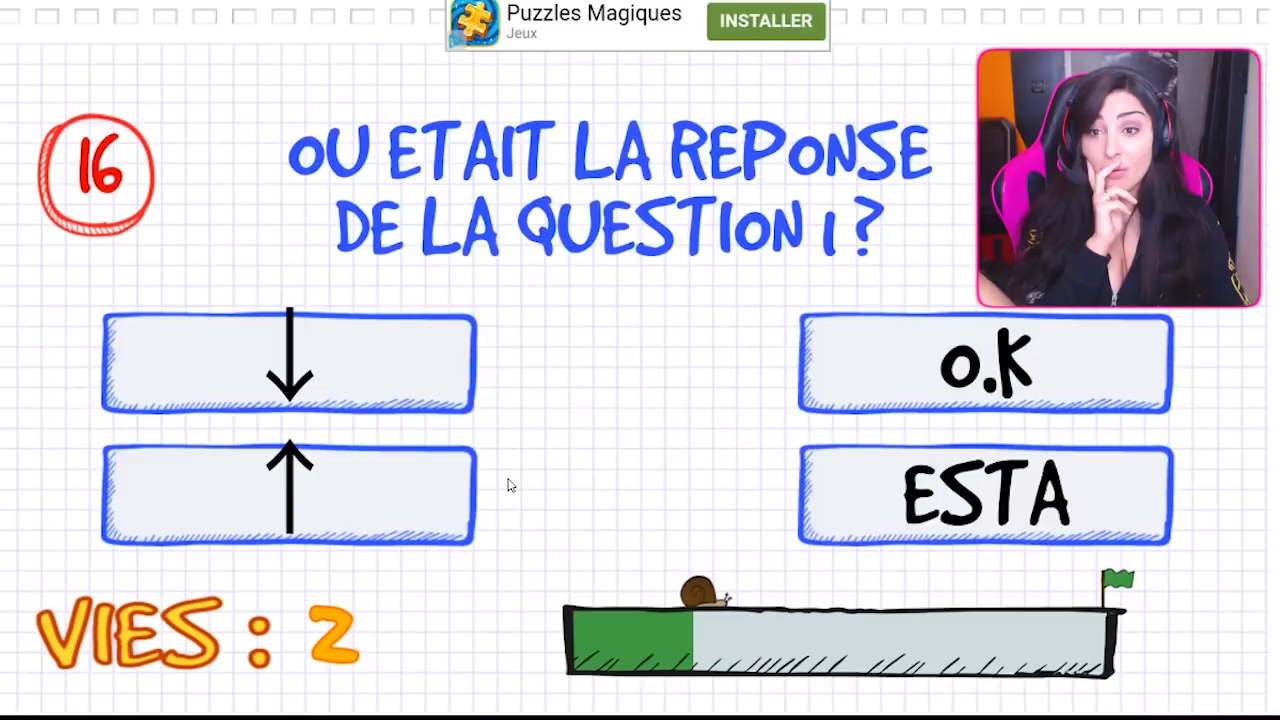 Puzzles Magiques
Jeux
INSTALLER
16
OU ETAIT LA REPONSE
DE LA QUESTION 1 ?
O.K
ESTA
VIES : 2